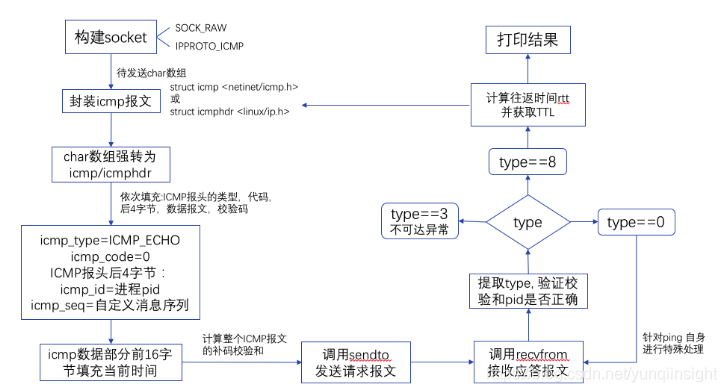 构建socket
SOCK_RAW
IPPROTO_ICMP
待发送char数组
封装icmp报文
struct icmp <netinet/icmp.h>
或
struct icmphdr <linux/ip.h>
char数组强转为
icmp/icmphdr
依次填充:ICMP报头的类型，代码，
后4字节，数据报文，校验码
icmp_type=ICMP_ECHO
icmp_code=0
ICMP报头后4字节：
icmp_id=进程pid
icmp_seq=自定义消息序列
icmp数据部分前16字
节填充当前时间
计算整个ICMP报文
的补码校验和
调用sendto
发送请求报文
调用recvfrom
接收应答报文
提取type, 验证校
验和pid是否正确
type
type==3
不可达异常
type==0
针对ping 自身
进行特殊处理
type==8
计算往返时间rtt
并获取TTL
打印结果
csdn.net/yunqiinsight